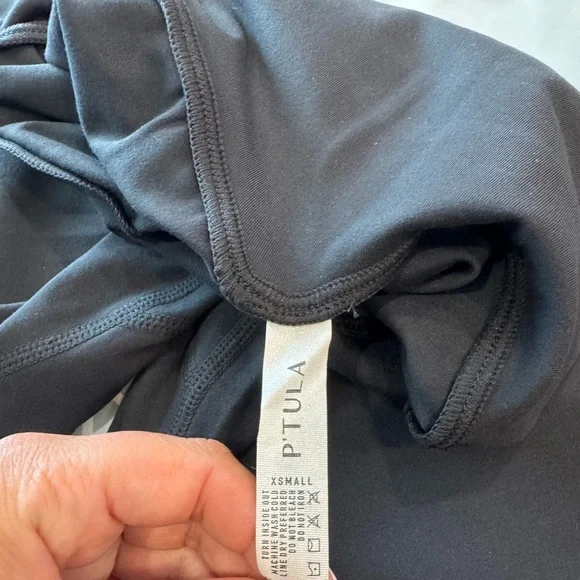 P'TULA
XSMALL
TURN INSIDE OUT
MACHINE WASH COLD
LINE DRY PREFERRED
DO NOT BLEACH
DO NOT IRON